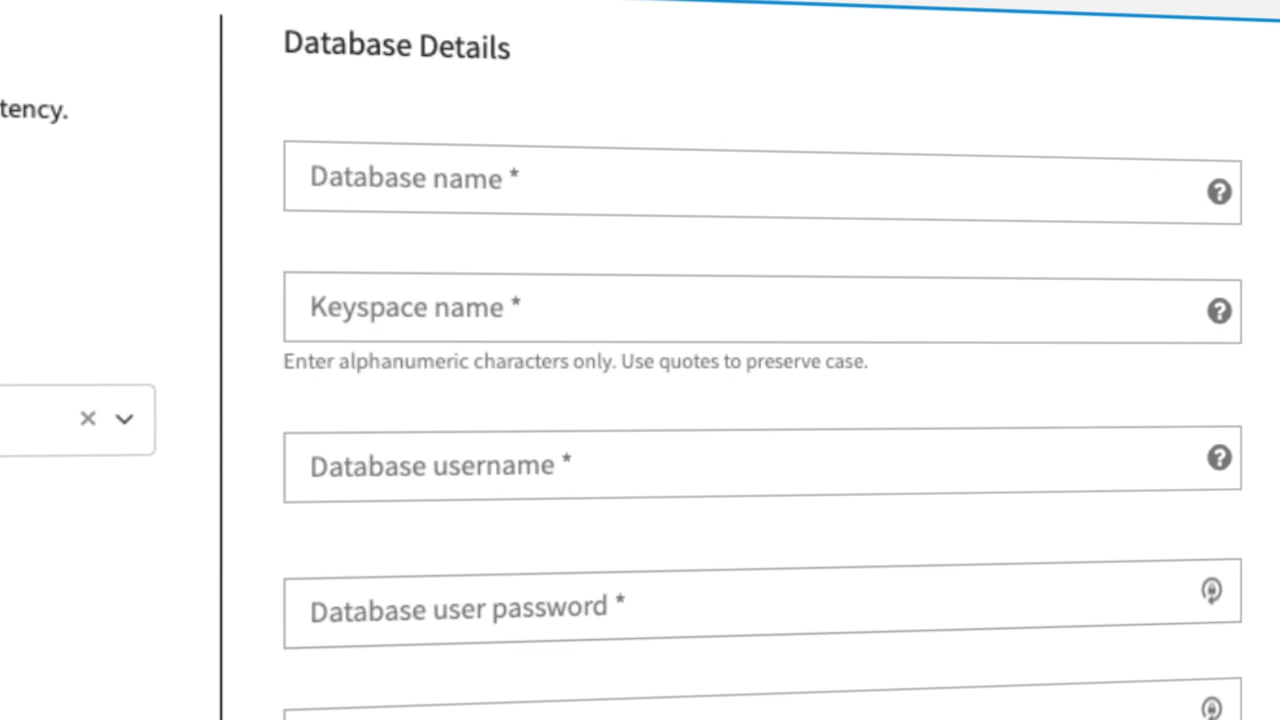 Database Details
tency.
Database name *
Keyspace name *
Enter alphanumeric characters only. Use quotes to preserve case.
Database username *
Database user password *